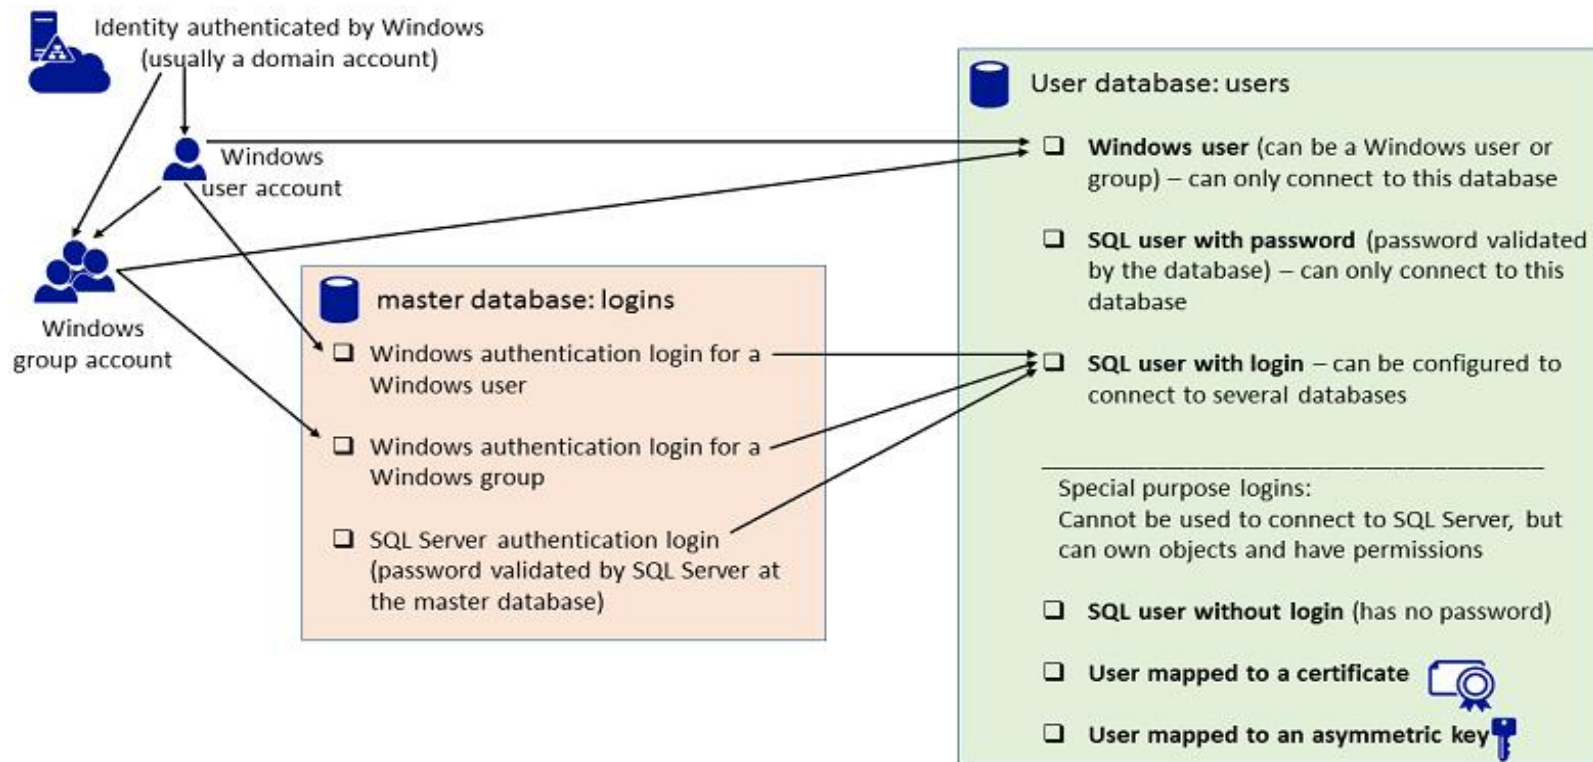 Identity authenticated by Windows
(usually a domain account)
Windows
user account
Windows
group account
master database: logins
❑ Windows authentication login for a
Windows user
❑ Windows authentication login for a
Windows group
❑ SQL Server authentication login
(password validated by SQL Server at
the master database)
User database: users
❑ Windows user (can be a Windows user or
group) – can only connect to this database
❑ SQL user with password (password validated
by the database) – can only connect to this
database
❑ SQL user with login – can be configured to
connect to several databases
Special purpose logins:
Cannot be used to connect to SQL Server, but
can own objects and have permissions
❑ SQL user without login (has no password)
❑ User mapped to a certificate
❑ User mapped to an asymmetric key